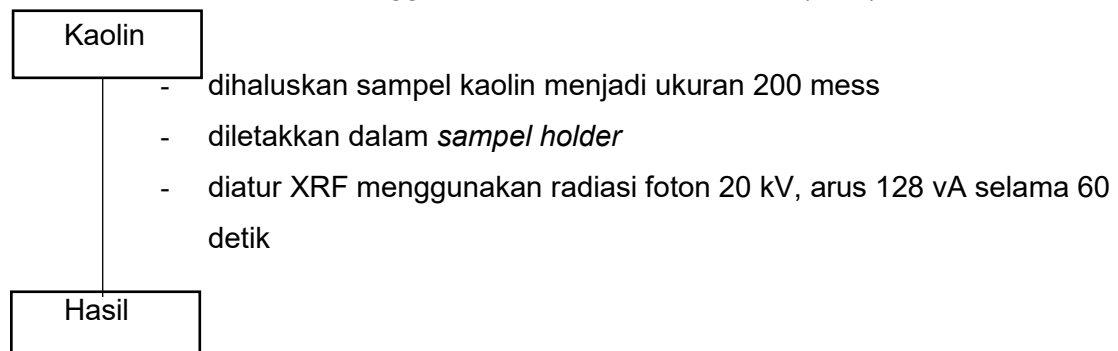 Kaolin
- dihaluskan sampel kaolin menjadi ukuran 200 mess
- diletakkan dalam sampel holder
- diatur XRF menggunakan radiasi foton 20 kV, arus 128 vA selama 60
detik
Hasil